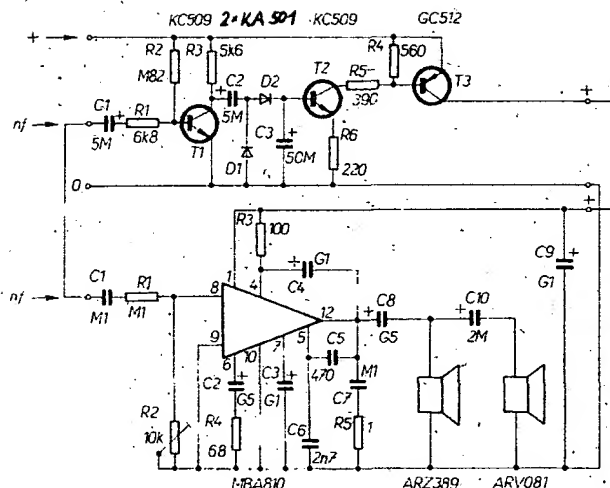 KC509 2×KA501 KC509 GC512
+
R2
M82
R3
5k6
C2
5M
D2
T2
R4
560
R5
390
T3
+
nf
C1 +
5M
R1
6k8
T1
D1
C3
50M
+
R6
220
0
+
+
R3
100
C4
+
G1
C9
G1
+
nf
C1
M1
R1
M1
8
1
4
12
9
6
10
7
5
C8
+
G5
C10
+
2M
C5
470
M1
C7
C2
G5
+
C3
G1
+
R2
10k
R4
68
C6
2n7
R5
1
MBA810 ARZ389 ARV081